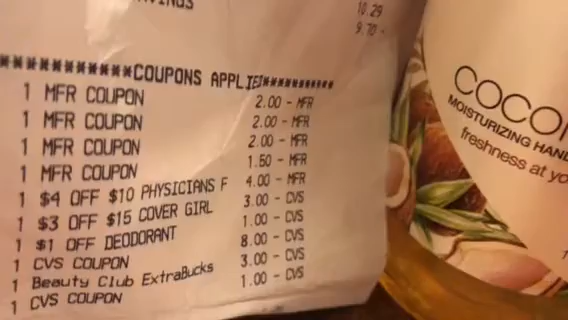 10.29
9.70 -
***********COUPONS APPLIED***********
1 MFR COUPON 2.00 - MFR
1 MFR COUPON 2.00 - MFR
1 MFR COUPON 2.00 - MFR
1 MFR COUPON 1.50 - MFR
1 $4 OFF $10 PHYSICIANS F 4.00 - MFR
1 $3 OFF $15 COVER GIRL 3.00 - CVS
1 $1 OFF DEODORANT 1.00 - CVS
1 CVS COUPON 8.00 - CVS
1 Beauty Club ExtraBucks 3.00 - CVS
1 CVS COUPON 1.00 - CVS
COCO
MOISTURIZING HAND
freshness at yo